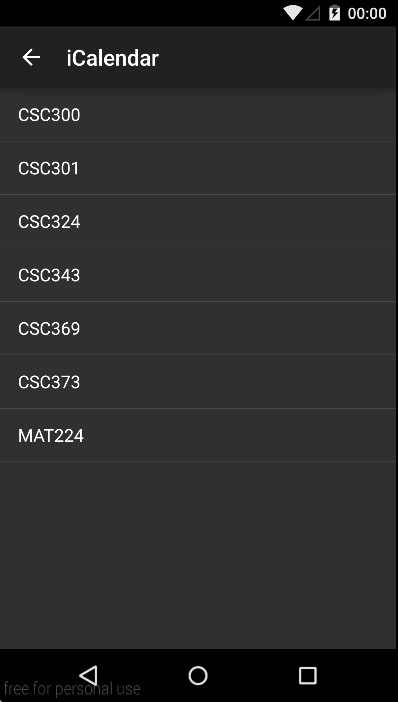 00:00
iCalendar
CSC300
CSC301
CSC324
CSC343
CSC369
CSC373
MAT224
free for personal use